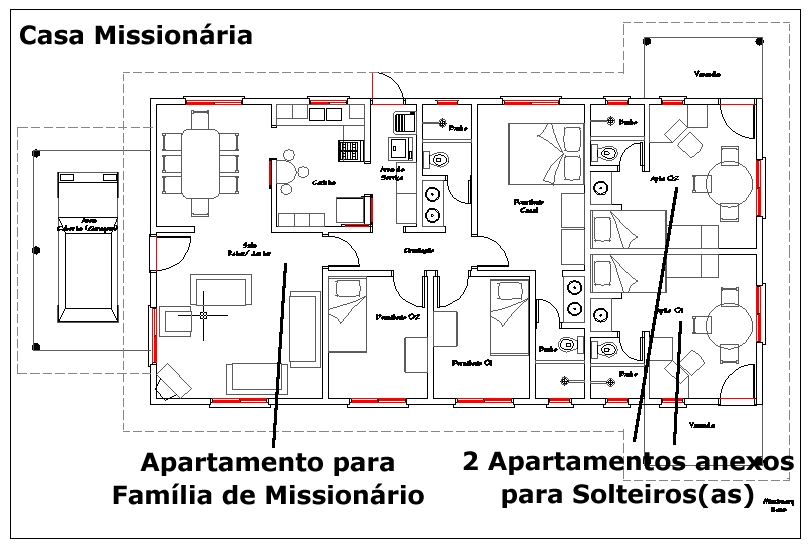 Casa Missionária
Varanda
Banho
Banho
Área de
Serviço
Cozinha
Apto 02
Dormitório
Casal
Área
Coberta (Garagem)
Sala
Estar/Jantar
Circulação
Apto 01
Dormitório 02
Dormitório 01
Banho
Banho
Varanda
Apartamento para
Família de Missionário
2 Apartamentos anexos
para Solteiros(as)